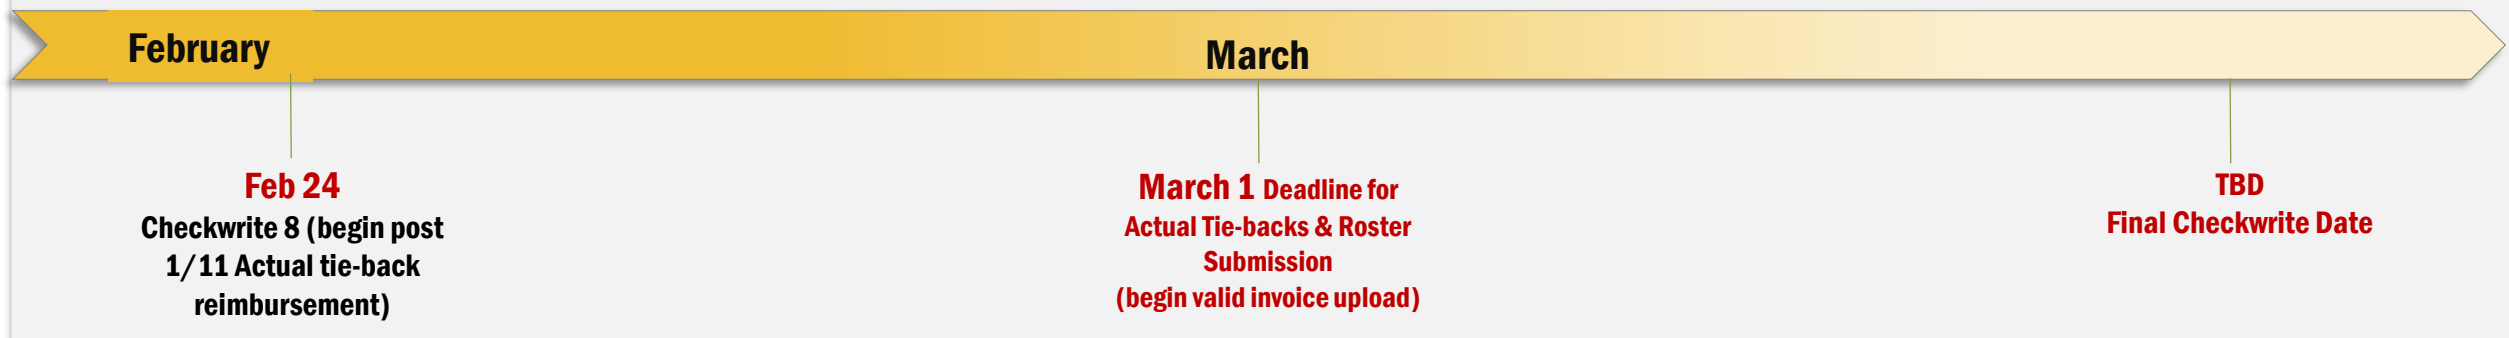 February
March
Feb 24
Checkwrite 8 (begin post
1/11 Actual tie-back
reimbursement)
March 1 Deadline for
Actual Tie-backs & Roster
Submission
(begin valid invoice upload)
TBD
Final Checkwrite Date